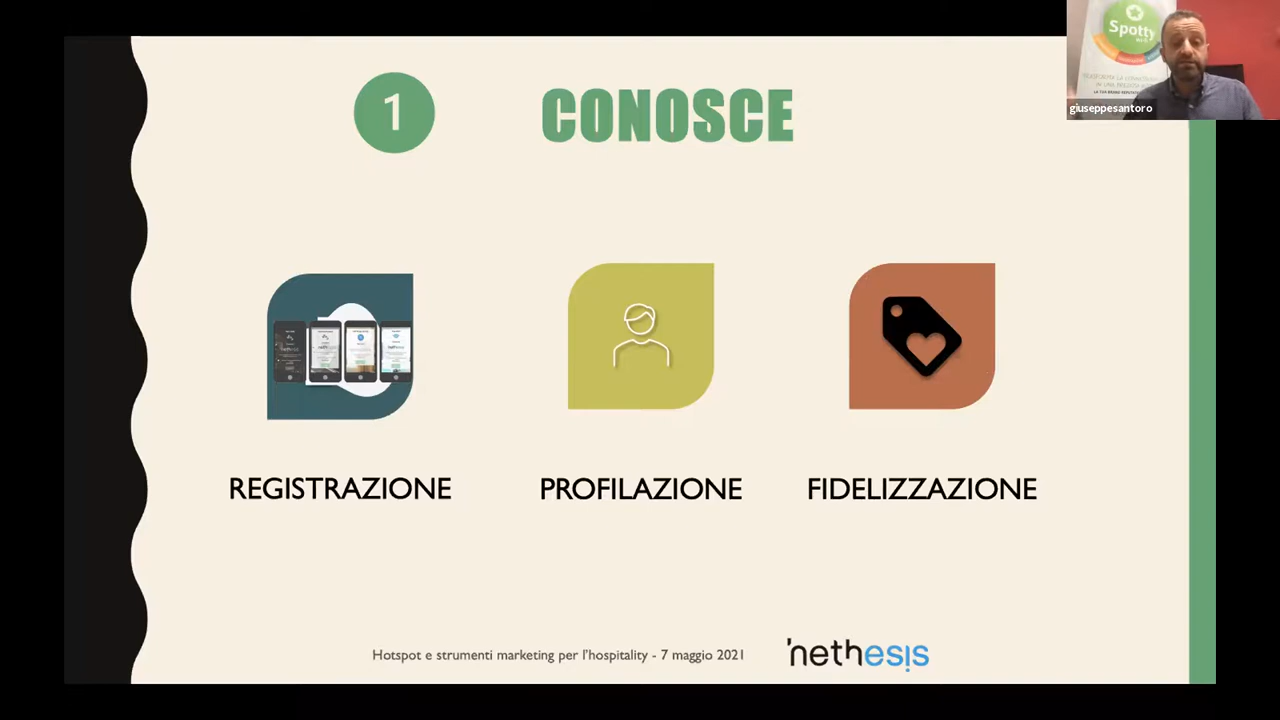 1
CONOSCE
Spotty
giuseppesantoro
REGISTRAZIONE
PROFILAZIONE
FIDELIZZAZIONE
Hotspot e strumenti marketing per l'hospitality - 7 maggio 2021
nethesis